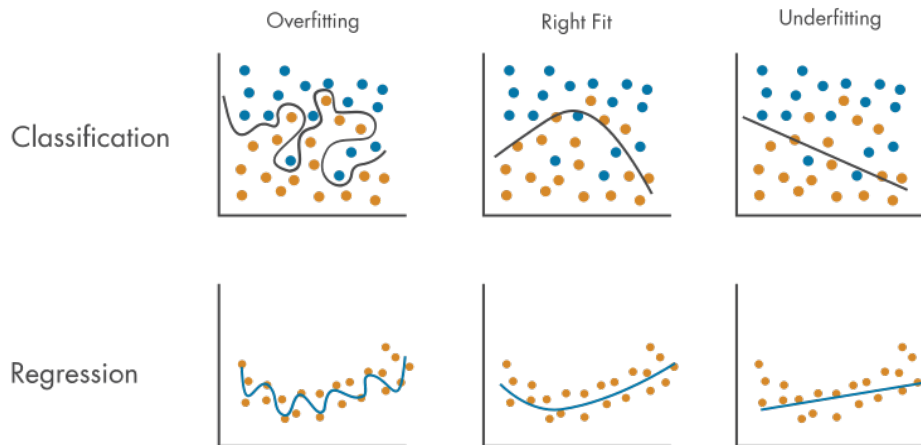 Overfitting
Right Fit
Underfitting
Classification
Regression